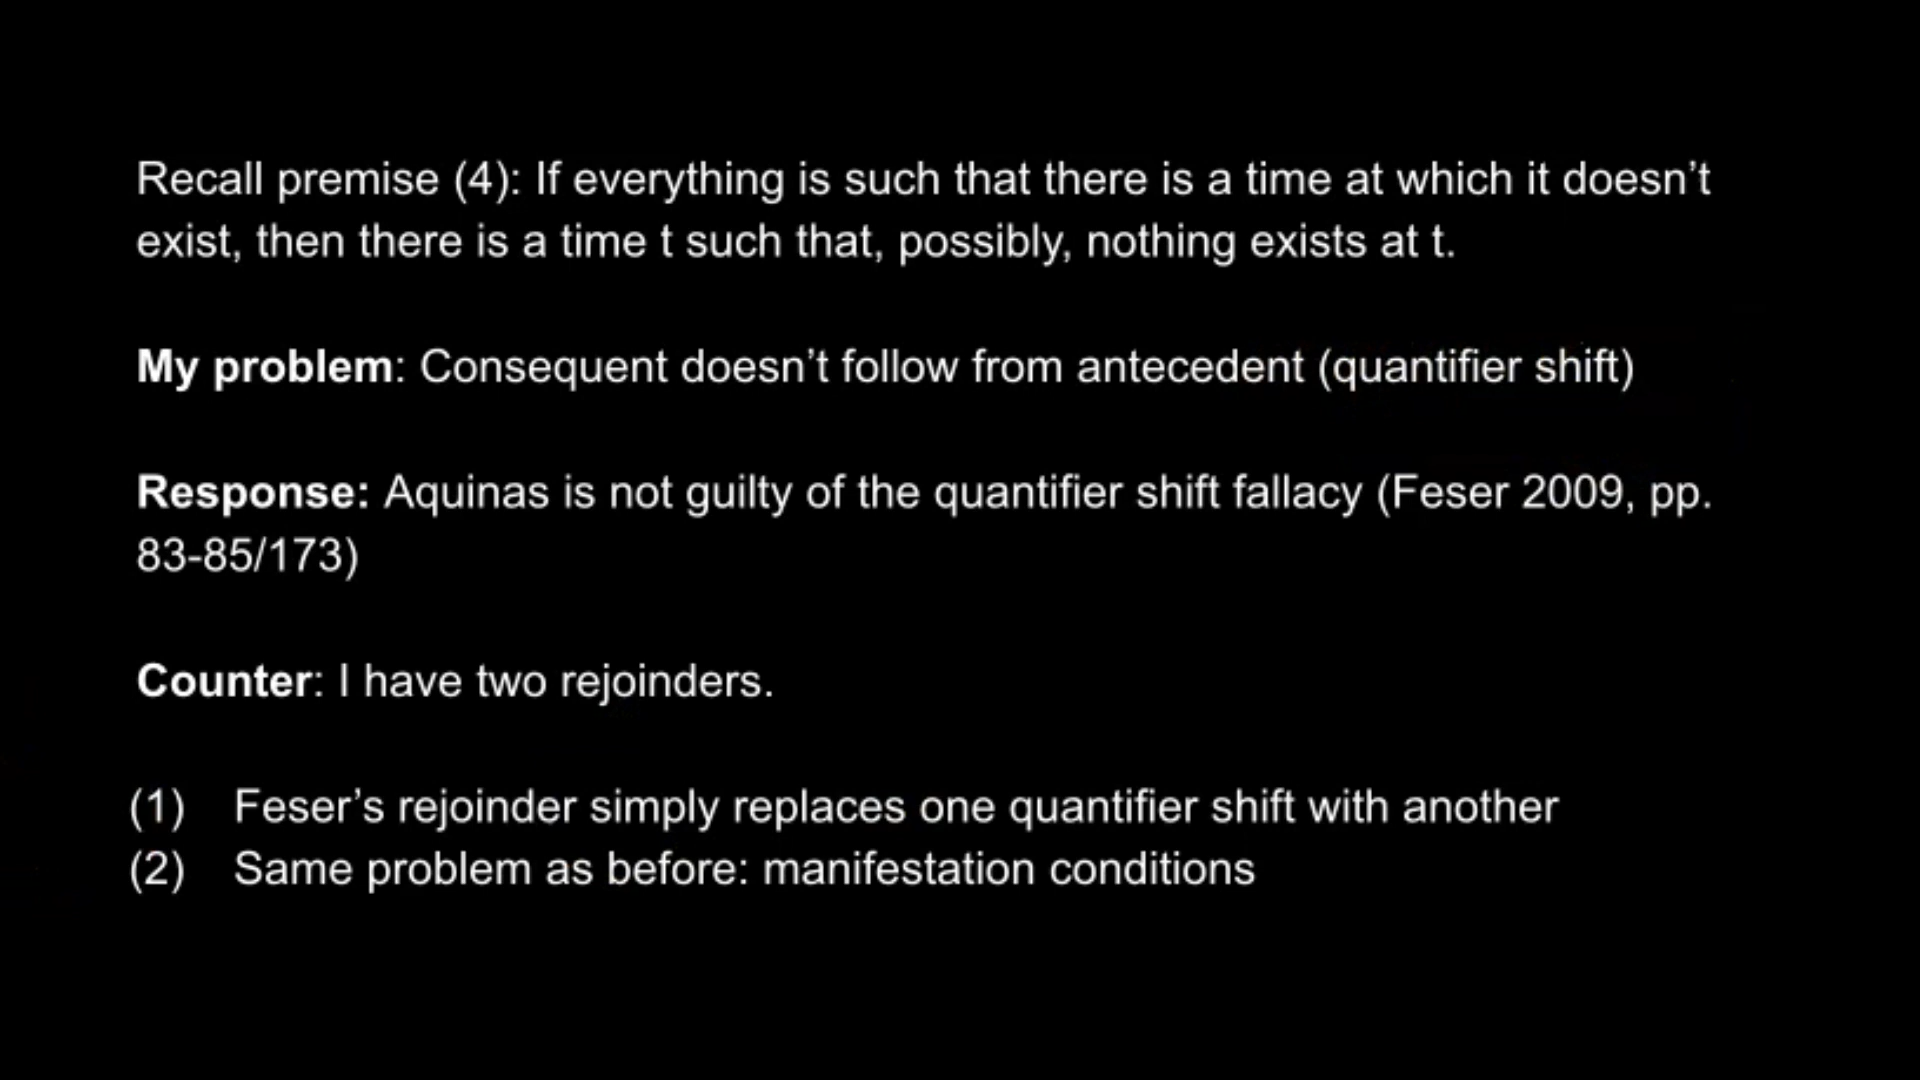 Recall premise (4): If everything is such that there is a time at which it doesn’t
exist, then there is a time t such that, possibly, nothing exists at t.
My problem: Consequent doesn’t follow from antecedent (quantifier shift)
Response: Aquinas is not guilty of the quantifier shift fallacy (Feser 2009, pp.
83-85/173)
Counter: I have two rejoinders.
(1) Feser’s rejoinder simply replaces one quantifier shift with another
(2) Same problem as before: manifestation conditions